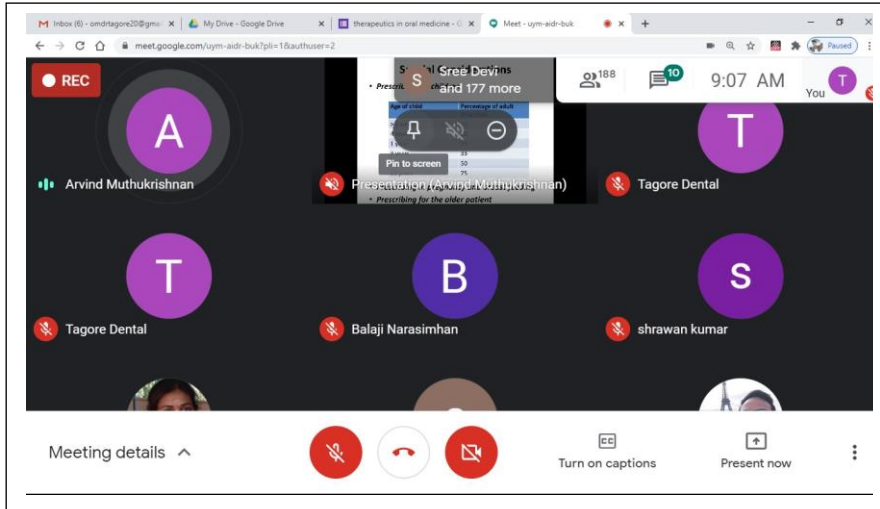 Inbox (6) - omdrtagore20@gmai
My Drive - Google Drive
therapeutics in oral medicine - G
Meet - uym-aidr-buk
meet.google.com/uym-aidr-buk?pli=1&authuser=2
Paused
REC
S
Sree Devi
and 177 more
188
10
9:07 AM
You
T
Age of child
Percentage of adult
50
75
Pin to screen
A
Arvind Muthukrishnan
Presentation (Arvind Muthukrishnan)
• Prescribing for the older patient
T
Tagore Dental
T
Tagore Dental
B
Balaji Narasimhan
S
shrawan kumar
Meeting details
CC
Turn on captions
Present now